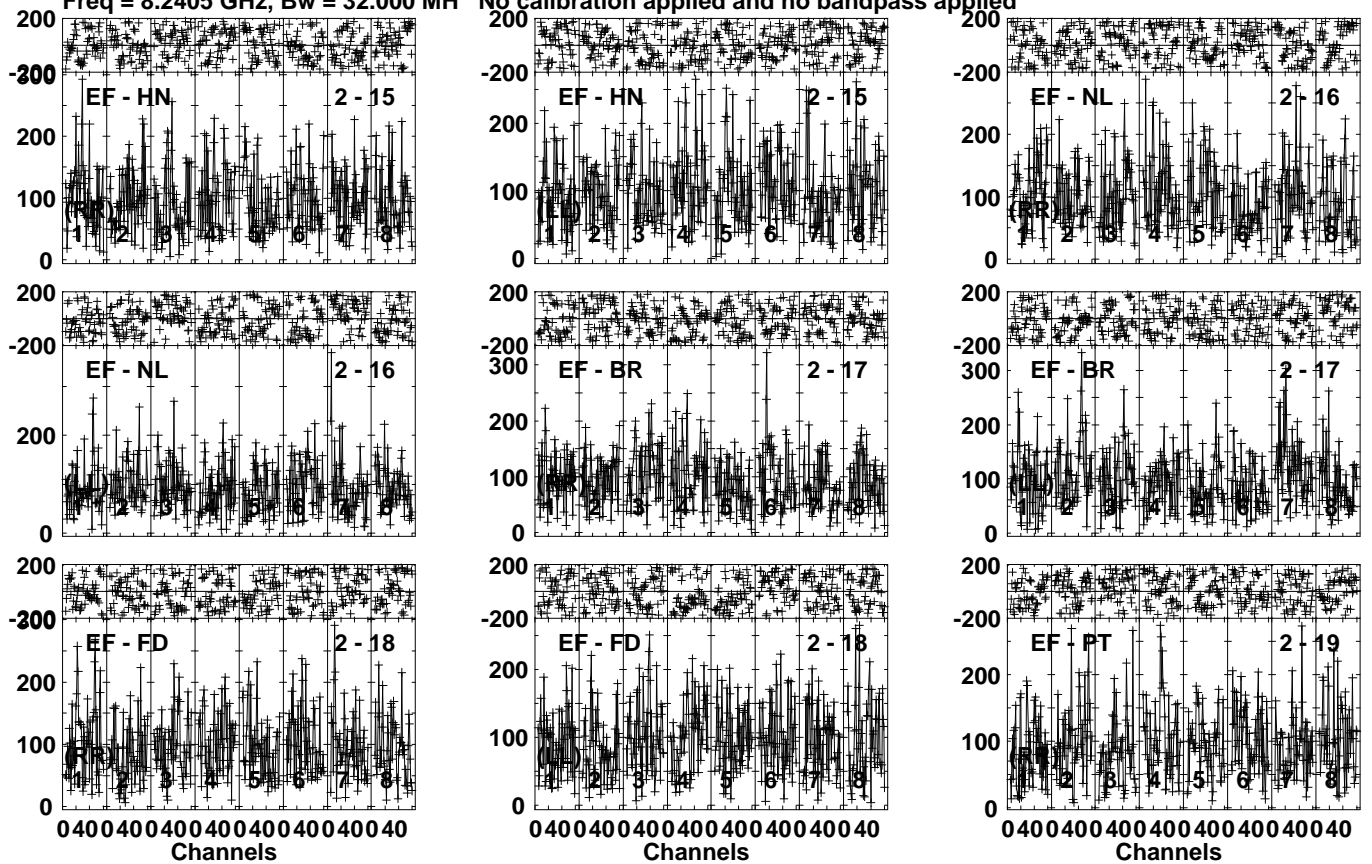 Freq = 8.2405 GHz, Bw = 32.000 MH No calibration applied and no bandpass applied
200 200 200
-200 -200
300
EF - HN 2 - 15 EF - HN 2 - 15 EF - NL 2 - 16
200 200 200
100 100 100
(RR) (LL) (RR)
1 2 3 4 5 6 7 8 1 2 3 4 5 6 7 8 1 2 3 4 5 6 7 8
0 0 0
200 200 200
-200 -200 -200
EF - NL 2 - 16 EF - BR 2 - 17 EF - BR 2 - 17
300 300
200 200 200
100 100
(LL) (RR) (LL)
1 2 3 4 5 6 7 8 1 2 3 4 5 6 7 8 1 2 3 4 5 6 7 8
0 0 0
200 200 200
-200 -200
300
EF - FD 2 - 18 EF - FD 2 - 18 EF - PT 2 - 19
200 200 200
100 100 100
(RR) (LL) (RR)
1 2 3 4 5 6 7 8 1 2 3 4 5 6 7 8 1 2 3 4 5 6 7 8
0 0 0
0 40 0 40 0 40 0 40 0 40 0 40 0 40 0 40 0 40 0 40 0 40 0 40 0 40 0 40 0 40 0 40 0 40 0 40 0 40 0 40 0 40 0 40 0 40 0 40
Channels Channels Channels